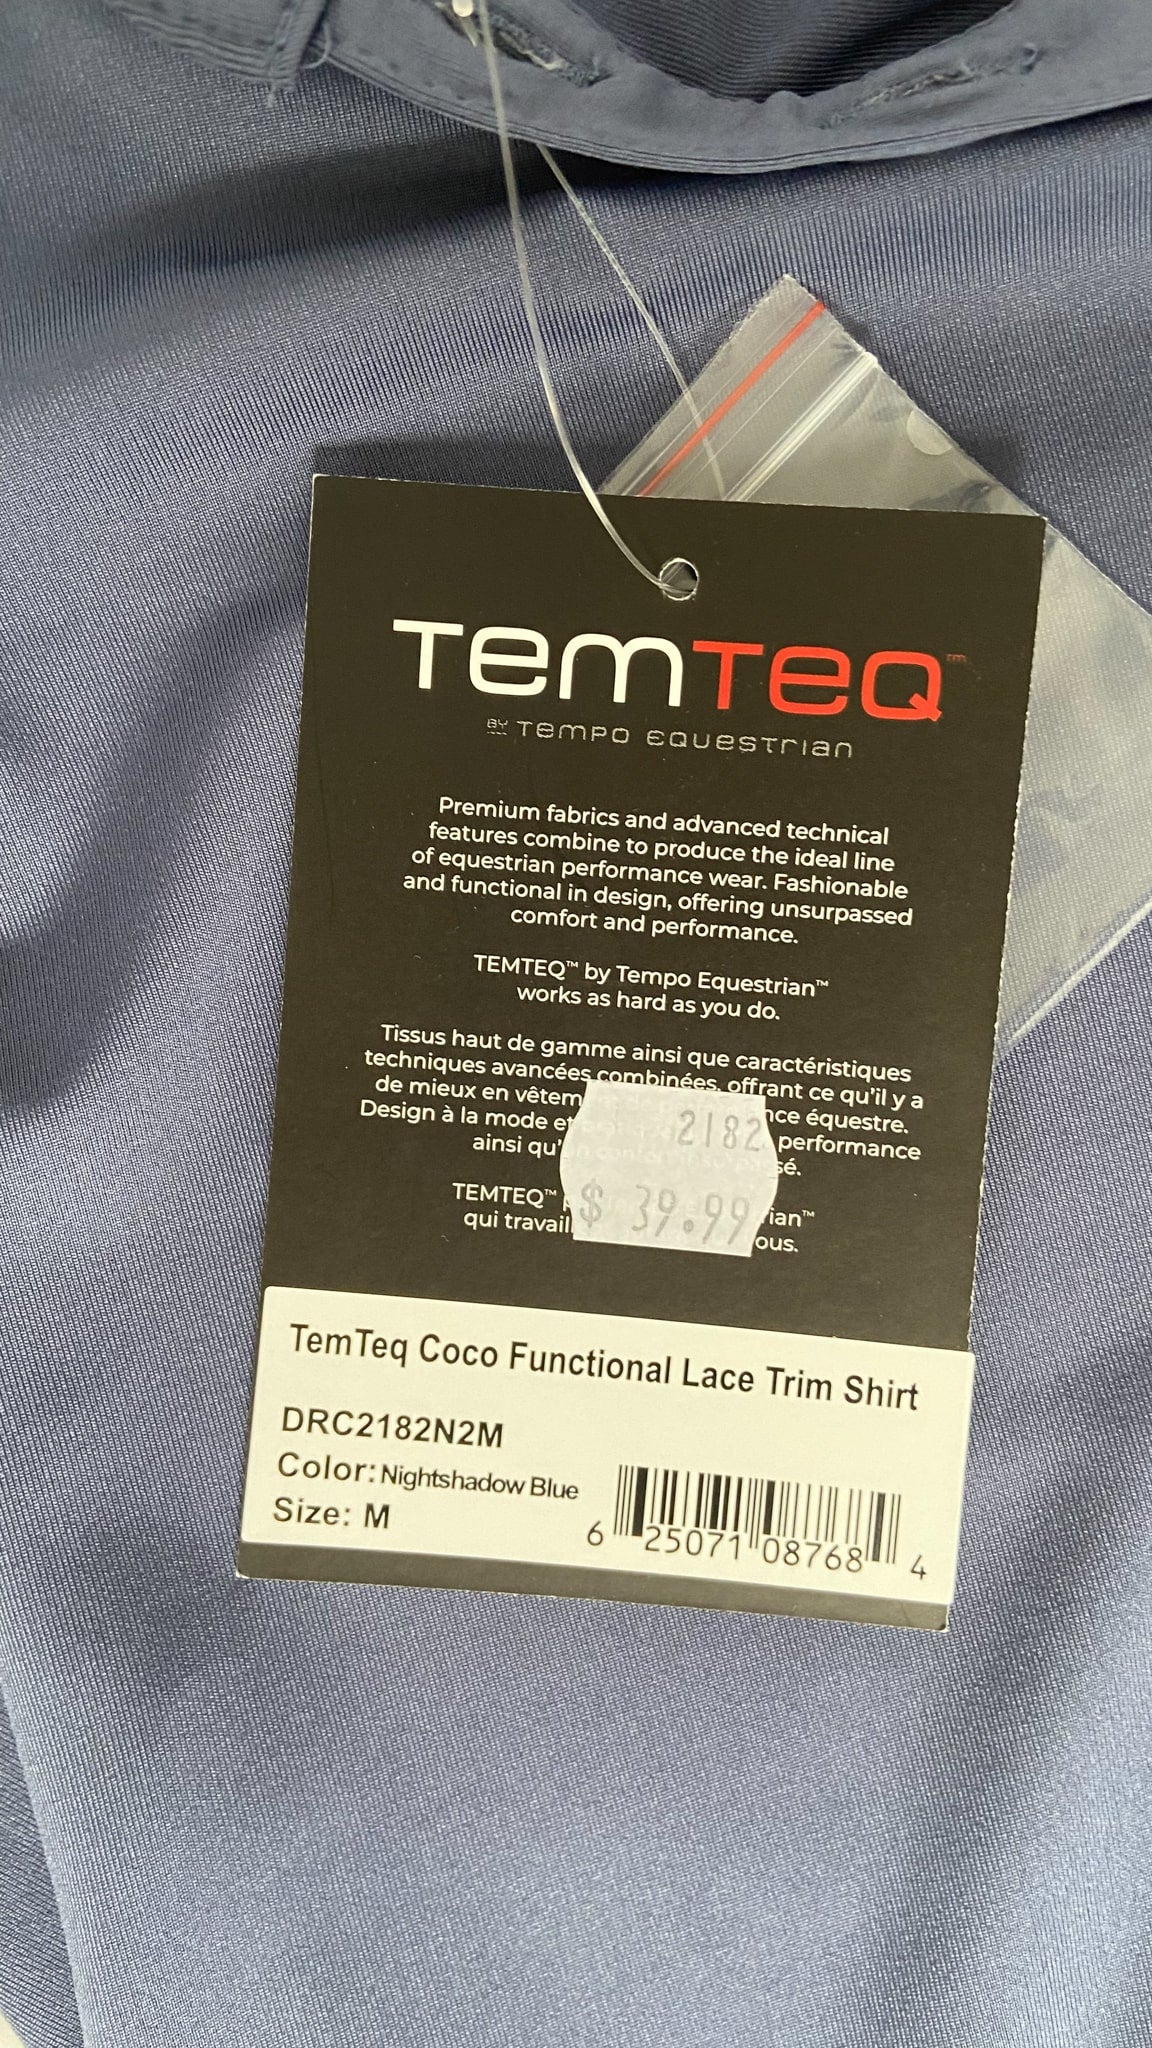 TEMTEQ™
BY TEMPO EQUESTRIAN
Premium fabrics and advanced technical
features combine to produce the ideal line
of equestrian performance wear. Fashionable
and functional in design, offering unsurpassed
comfort and performance.
TEMTEQ™ by Tempo Equestrian™
works as hard as you do.
Tissus haut de gamme ainsi que caractéristiques
techniques avancées combinées, offrant ce qu'il y a
de mieux en équestre.
Design à la mode et performance
ainsi
TEMTEQ™
qui
2182
$ 39.99
TemTeq Coco Functional Lace Trim Shirt
DRC2182N2M
Color: Nightshadow Blue
Size: M
6 25071 08768 4